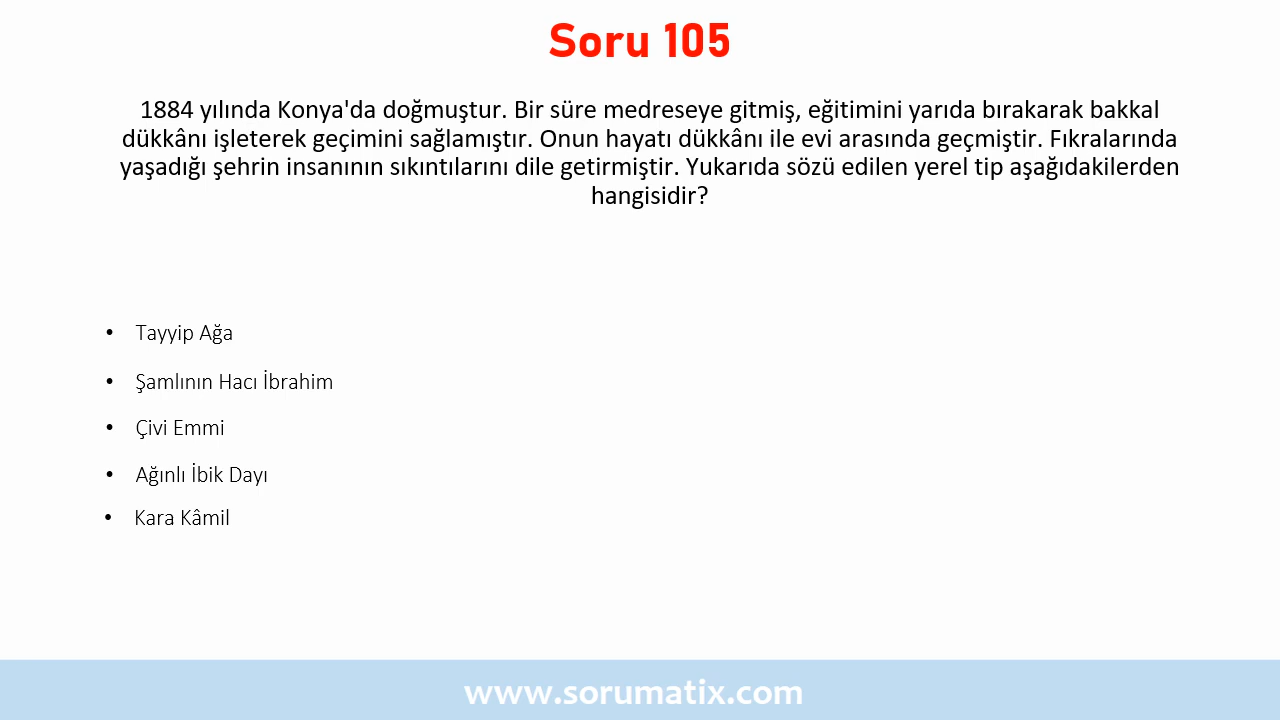 Soru 105
1884 yılında Konya'da doğmuştur. Bir süre medreseye gitmiş, eğitimini yarıda bırakarak bakkal
dükkânı işleterek geçimini sağlamıştır. Onun hayatı dükkânı ile evi arasında geçmiştir. Fıkralarında
yaşadığı şehrin insanının sıkıntılarını dile getirmiştir. Yukarıda sözü edilen yerel tip aşağıdakilerden
hangisidir?
• Tayyip Ağa
• Şamlının Hacı İbrahim
• Çivi Emmi
• Ağınlı İbik Dayı
• Kara Kâmil
www.sorumatix.com